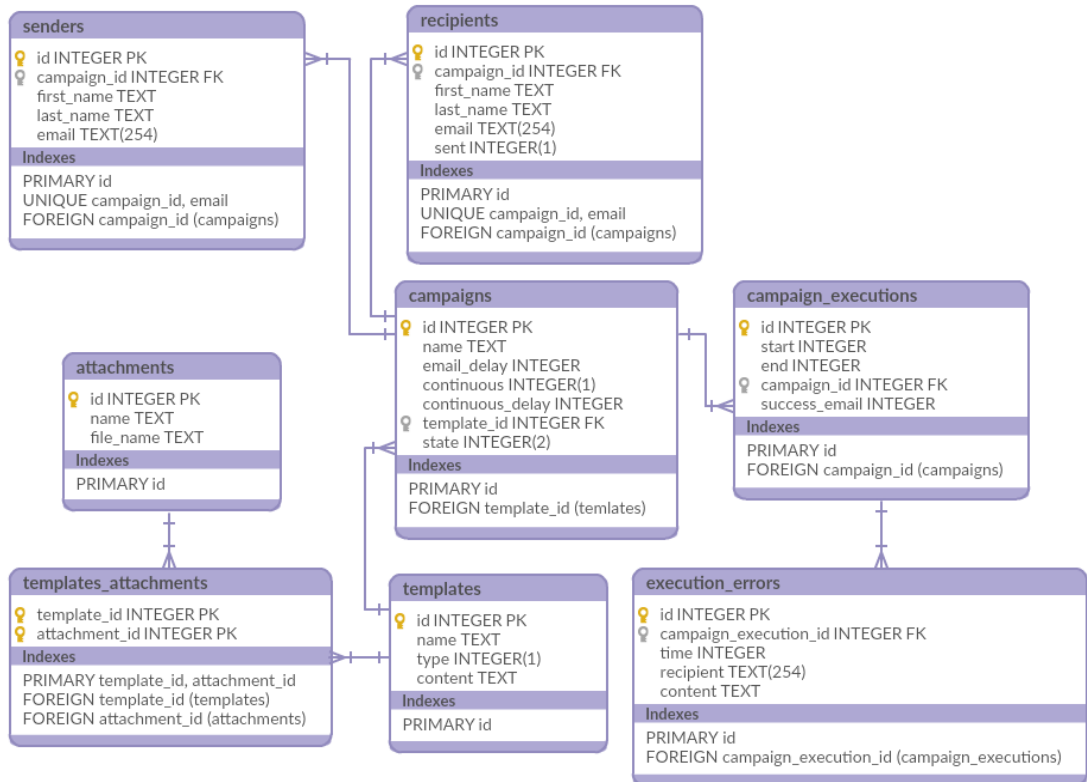 senders
id INTEGER PK
campaign_id INTEGER FK
first_name TEXT
last_name TEXT
email TEXT(254)
Indexes
PRIMARY id
UNIQUE campaign_id, email
FOREIGN campaign_id (campaigns)
recipients
id INTEGER PK
campaign_id INTEGER FK
first_name TEXT
last_name TEXT
email TEXT(254)
sent INTEGER(1)
Indexes
PRIMARY id
UNIQUE campaign_id, email
FOREIGN campaign_id (campaigns)
campaigns
id INTEGER PK
name TEXT
email_delay INTEGER
continuous INTEGER(1)
continuous_delay INTEGER
template_id INTEGER FK
state INTEGER(2)
Indexes
PRIMARY id
FOREIGN template_id (temlates)
campaign_executions
id INTEGER PK
start INTEGER
end INTEGER
campaign_id INTEGER FK
success_email INTEGER
Indexes
PRIMARY id
FOREIGN campaign_id (campaigns)
attachments
id INTEGER PK
name TEXT
file_name TEXT
Indexes
PRIMARY id
templates_attachments
template_id INTEGER PK
attachment_id INTEGER PK
Indexes
PRIMARY template_id, attachment_id
FOREIGN template_id (templates)
FOREIGN attachment_id (attachments)
templates
id INTEGER PK
name TEXT
type INTEGER(1)
content TEXT
Indexes
PRIMARY id
execution_errors
id INTEGER PK
campaign_execution_id INTEGER FK
time INTEGER
recipient TEXT(254)
content TEXT
Indexes
PRIMARY id
FOREIGN campaign_execution_id (campaign_executions)